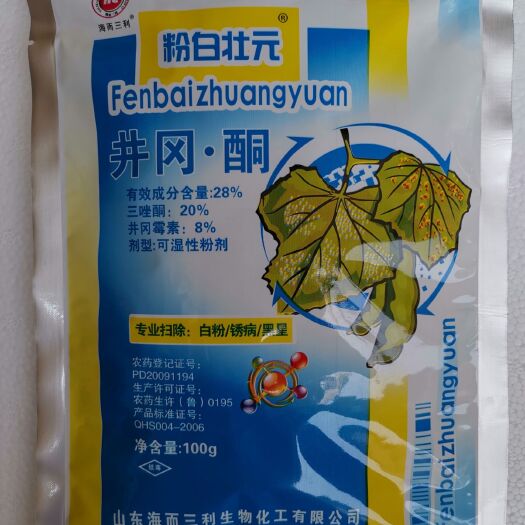 海而三利®
粉白壮元®
Fenbaizhuangyuan
井冈·酮
有效成分含量:28%
三唑酮: 20%
井冈霉素: 8%
剂型:可湿性粉剂
专业扫除: 白粉/锈病/黑星
农药登记证号:
PD20091194
生产许可证号:
农药生许（鲁）0195
产品标准证号:
QHS004-2006
净含量:100g
低毒
山东海而三利生物化工有限公司
enbaizhuangyuan